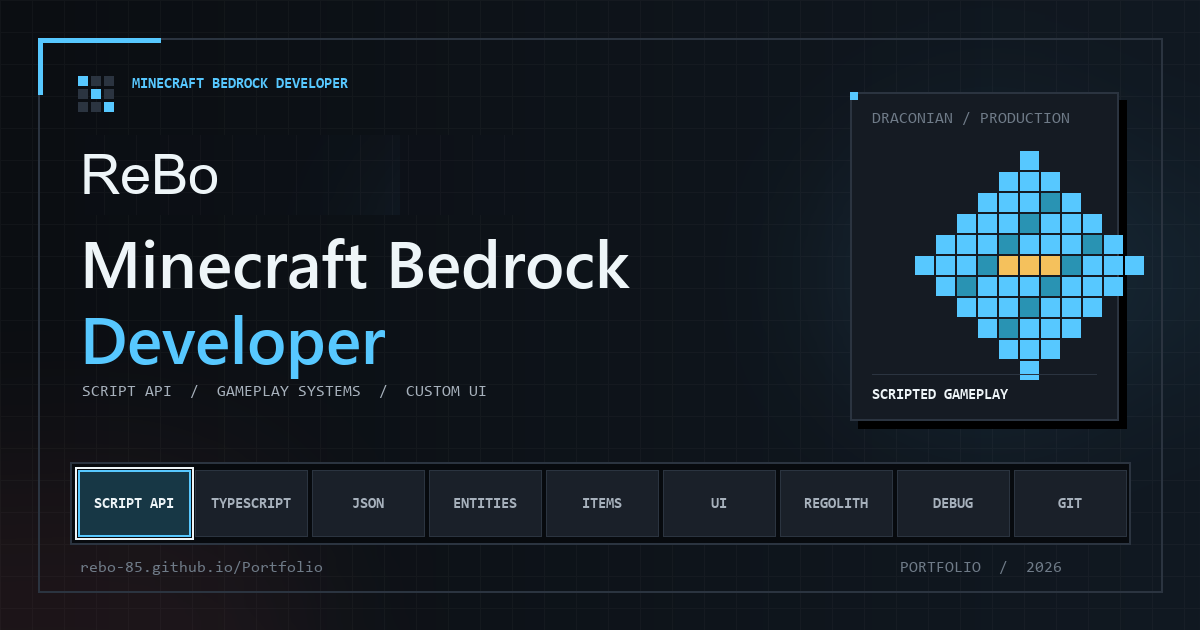 MINECRAFT BEDROCK DEVELOPER
ReBo
Minecraft Bedrock
Developer
SCRIPT API / GAMEPLAY SYSTEMS / CUSTOM UI
DRACONIAN / PRODUCTION
SCRIPTED GAMEPLAY
SCRIPT API
TYPESCRIPT
JSON
ENTITIES
ITEMS
UI
REGOLITH
DEBUG
GIT
rebo-85.github.io/Portfolio
PORTFOLIO / 2026